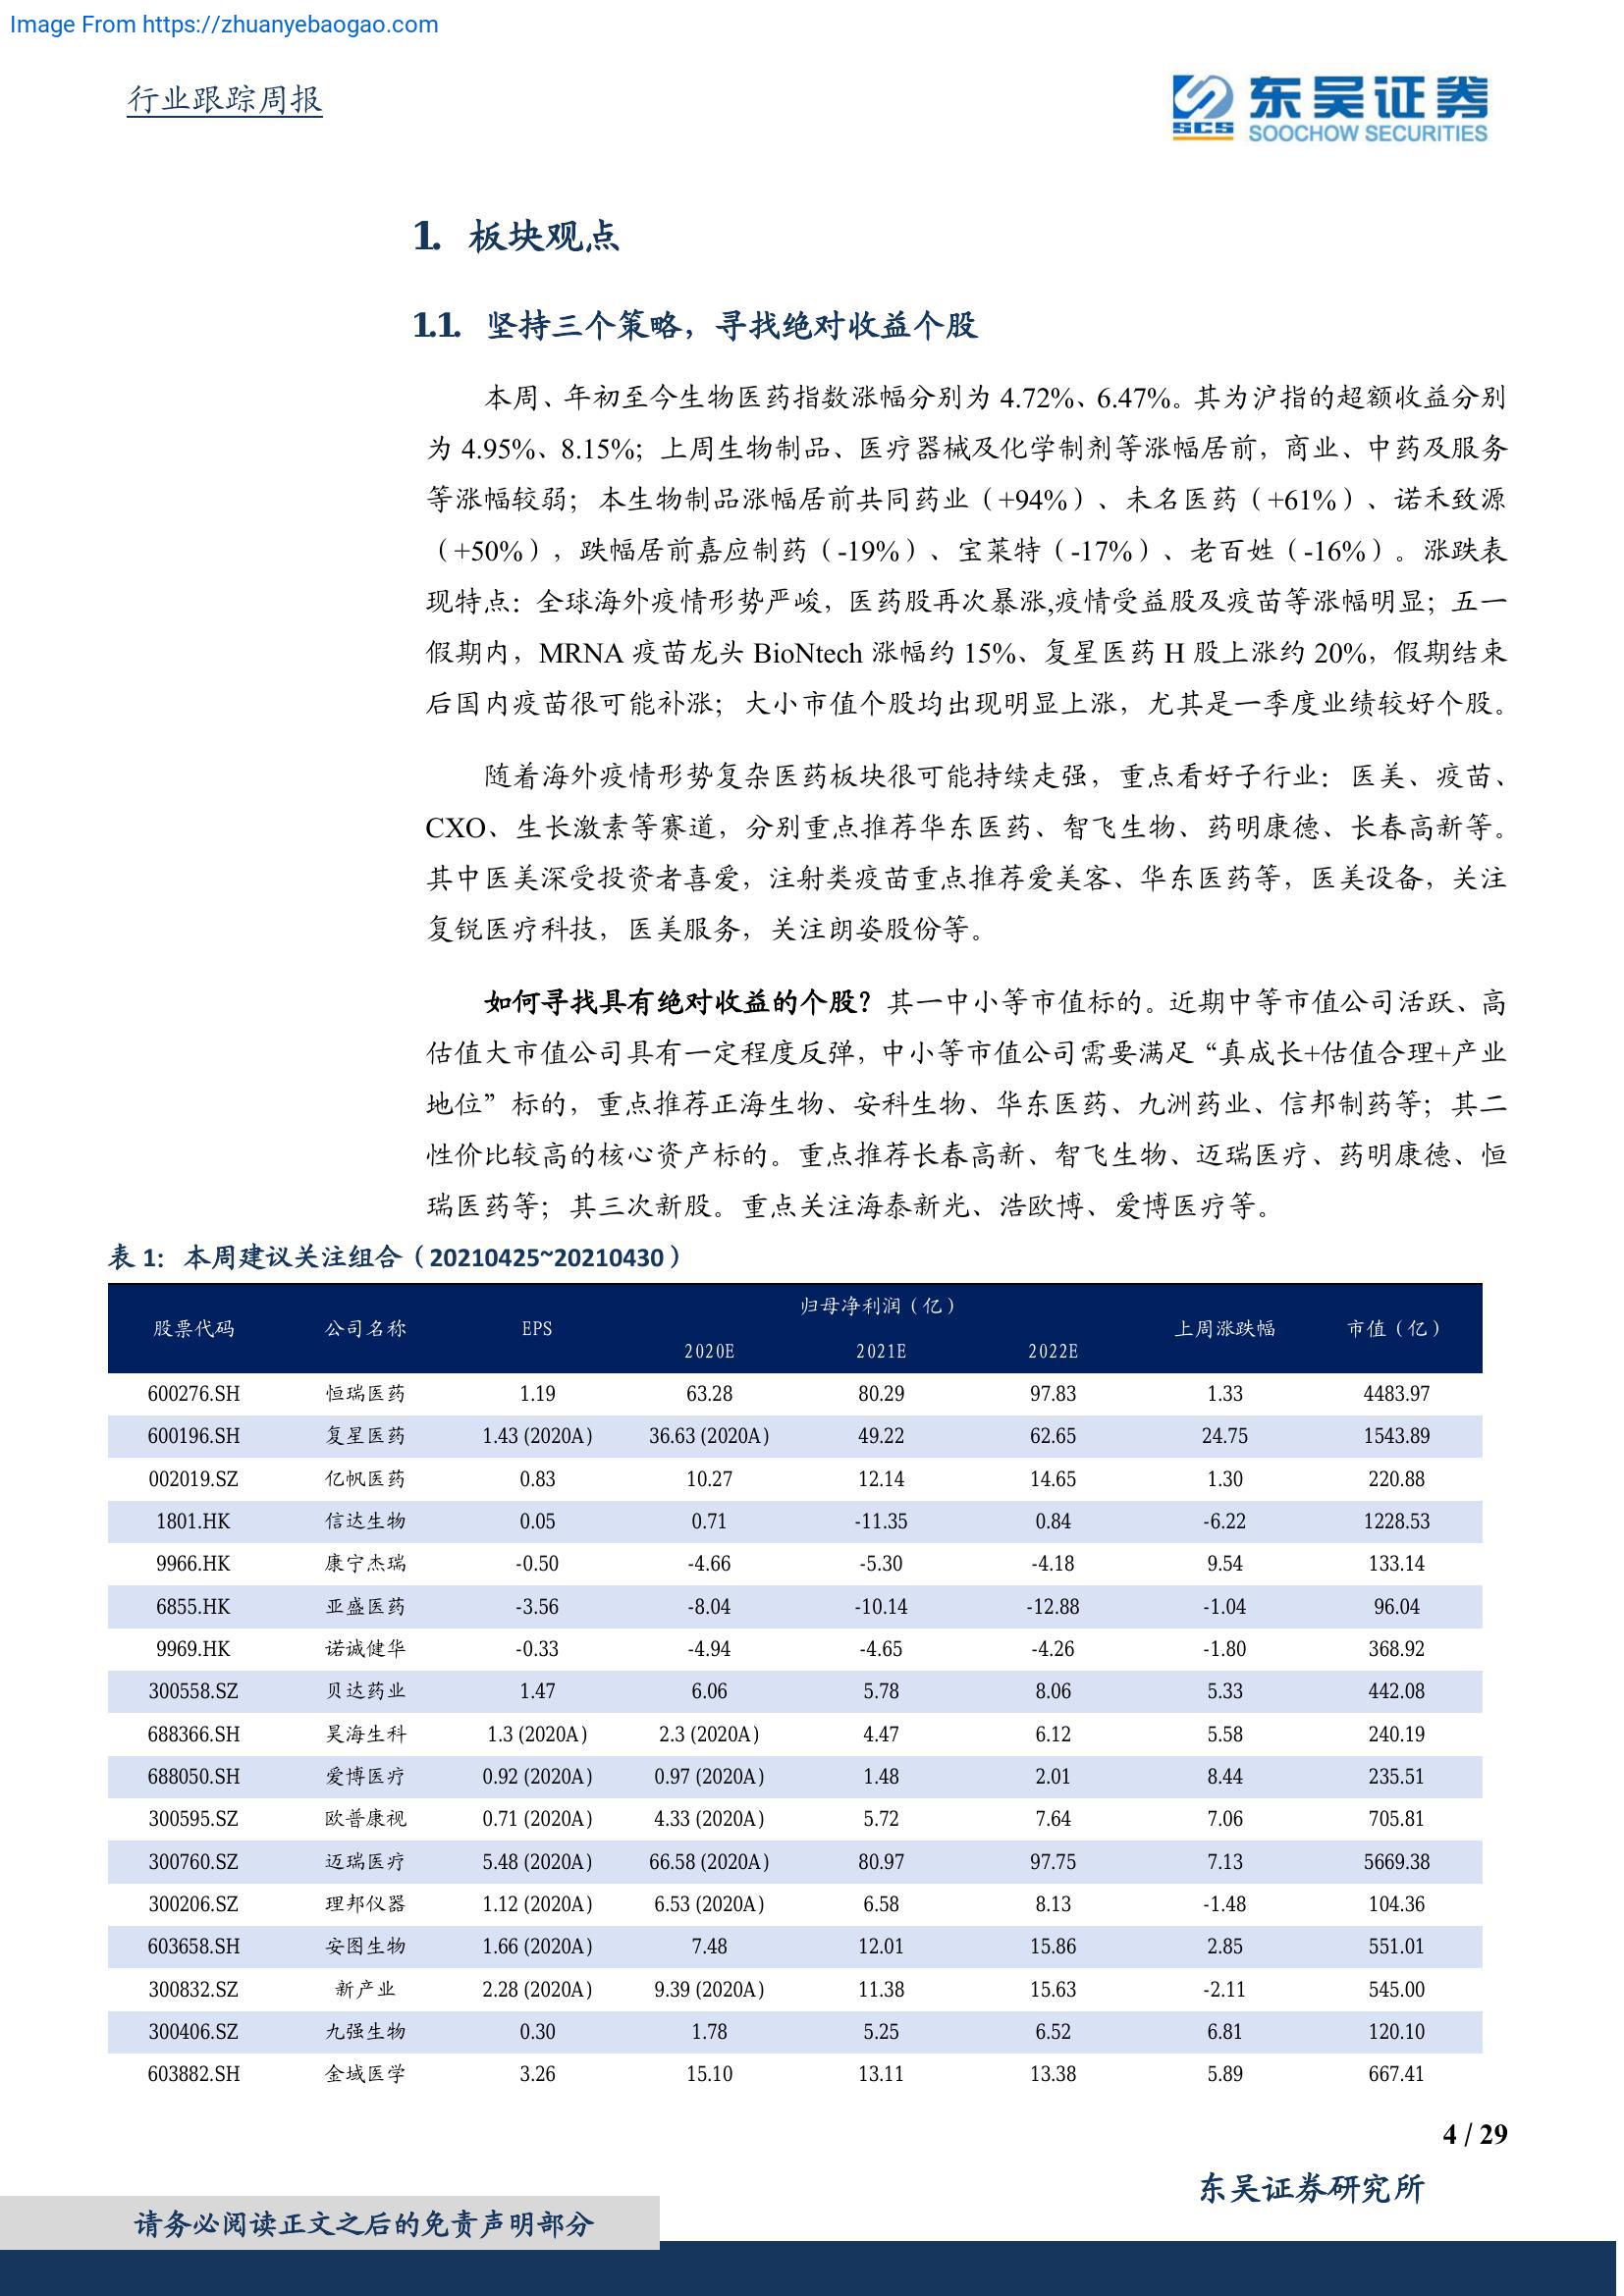 Image From https://zhuanyebaogao.com
行业跟踪周报
东吴证券
SCS
SOOCHOW SECURITIES
1. 板块观点
1.1. 坚持三个策略，寻找绝对收益个股
本周、年初至今生物医药指数涨幅分别为 4.72%、6.47%。其为沪指的超额收益分别
为 4.95%、8.15%；上周生物制品、医疗器械及化学制剂等涨幅居前，商业、中药及服务
等涨幅较弱；本生物制品涨幅居前共同药业（+94%）、未名医药（+61%）、诺禾致源
（+50%），跌幅居前嘉应制药（-19%）、宝莱特（-17%）、老百姓（-16%）。涨跌表
现特点：全球海外疫情形势严峻，医药股再次暴涨,疫情受益股及疫苗等涨幅明显；五一
假期内，MRNA 疫苗龙头 BioNtech 涨幅约 15%、复星医药 H 股上涨约 20%，假期结束
后国内疫苗很可能补涨；大小市值个股均出现明显上涨，尤其是一季度业绩较好个股。
随着海外疫情形势复杂医药板块很可能持续走强，重点看好子行业：医美、疫苗、
CXO、生长激素等赛道，分别重点推荐华东医药、智飞生物、药明康德、长春高新等。
其中医美深受投资者喜爱，注射类疫苗重点推荐爱美客、华东医药等，医美设备，关注
复锐医疗科技，医美服务，关注朗姿股份等。
如何寻找具有绝对收益的个股？其一中小等市值标的。近期中等市值公司活跃、高
估值大市值公司具有一定程度反弹，中小等市值公司需要满足“真成长+估值合理+产业
地位”标的，重点推荐正海生物、安科生物、华东医药、九洲药业、信邦制药等；其二
性价比较高的核心资产标的。重点推荐长春高新、智飞生物、迈瑞医疗、药明康德、恒
瑞医药等；其三次新股。重点关注海泰新光、浩欧博、爱博医疗等。
表 1：本周建议关注组合（20210425~20210430）
股票代码 公司名称 EPS 归母净利润（亿） 上周涨跌幅 市值（亿）
2020E 2021E 2022E
600276.SH 恒瑞医药 1.19 63.28 80.29 97.83 1.33 4483.97
600196.SH 复星医药 1.43 (2020A) 36.63 (2020A) 49.22 62.65 24.75 1543.89
002019.SZ 亿帆医药 0.83 10.27 12.14 14.65 1.30 220.88
1801.HK 信达生物 0.05 0.71 -11.35 0.84 -6.22 1228.53
9966.HK 康宁杰瑞 -0.50 -4.66 -5.30 -4.18 9.54 133.14
6855.HK 亚盛医药 -3.56 -8.04 -10.14 -12.88 -1.04 96.04
9969.HK 诺诚健华 -0.33 -4.94 -4.65 -4.26 -1.80 368.92
300558.SZ 贝达药业 1.47 6.06 5.78 8.06 5.33 442.08
688366.SH 昊海生科 1.3 (2020A) 2.3 (2020A) 4.47 6.12 5.58 240.19
688050.SH 爱博医疗 0.92 (2020A) 0.97 (2020A) 1.48 2.01 8.44 235.51
300595.SZ 欧普康视 0.71 (2020A) 4.33 (2020A) 5.72 7.64 7.06 705.81
300760.SZ 迈瑞医疗 5.48 (2020A) 66.58 (2020A) 80.97 97.75 7.13 5669.38
300206.SZ 理邦仪器 1.12 (2020A) 6.53 (2020A) 6.58 8.13 -1.48 104.36
603658.SH 安图生物 1.66 (2020A) 7.48 12.01 15.86 2.85 551.01
300832.SZ 新产业 2.28 (2020A) 9.39 (2020A) 11.38 15.63 -2.11 545.00
300406.SZ 九强生物 0.30 1.78 5.25 6.52 6.81 120.10
603882.SH 金域医学 3.26 15.10 13.11 13.38 5.89 667.41
4 / 29
东吴证券研究所
请务必阅读正文之后的免责声明部分